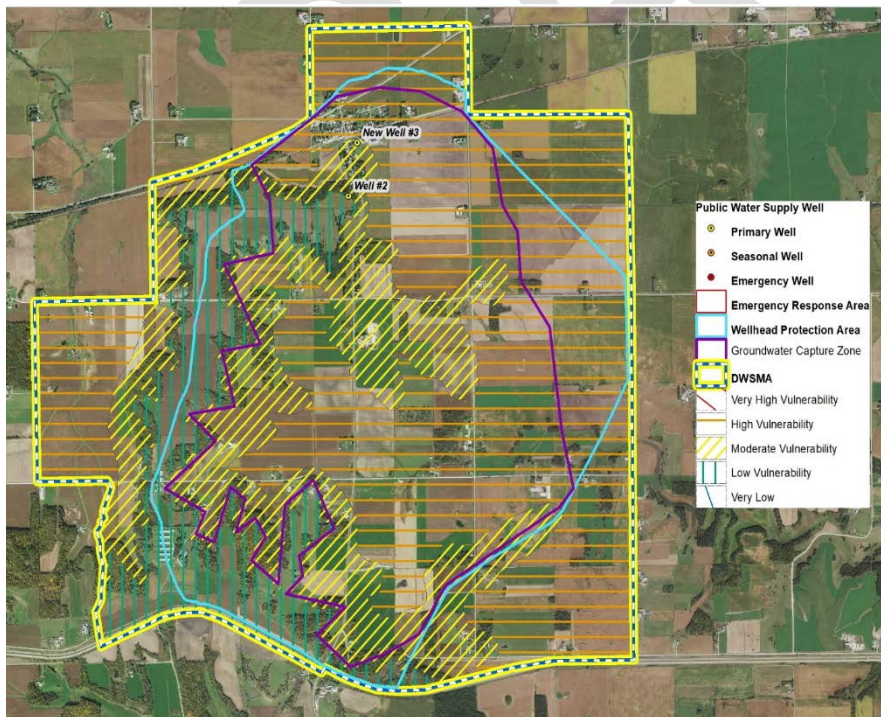 New Well #3
Well #2
Public Water Supply Well
Primary Well
Seasonal Well
Emergency Well
Emergency Response Area
Wellhead Protection Area
Groundwater Capture Zone
DWSMA
Very High Vulnerability
High Vulnerability
Moderate Vulnerability
Low Vulnerability
Very Low